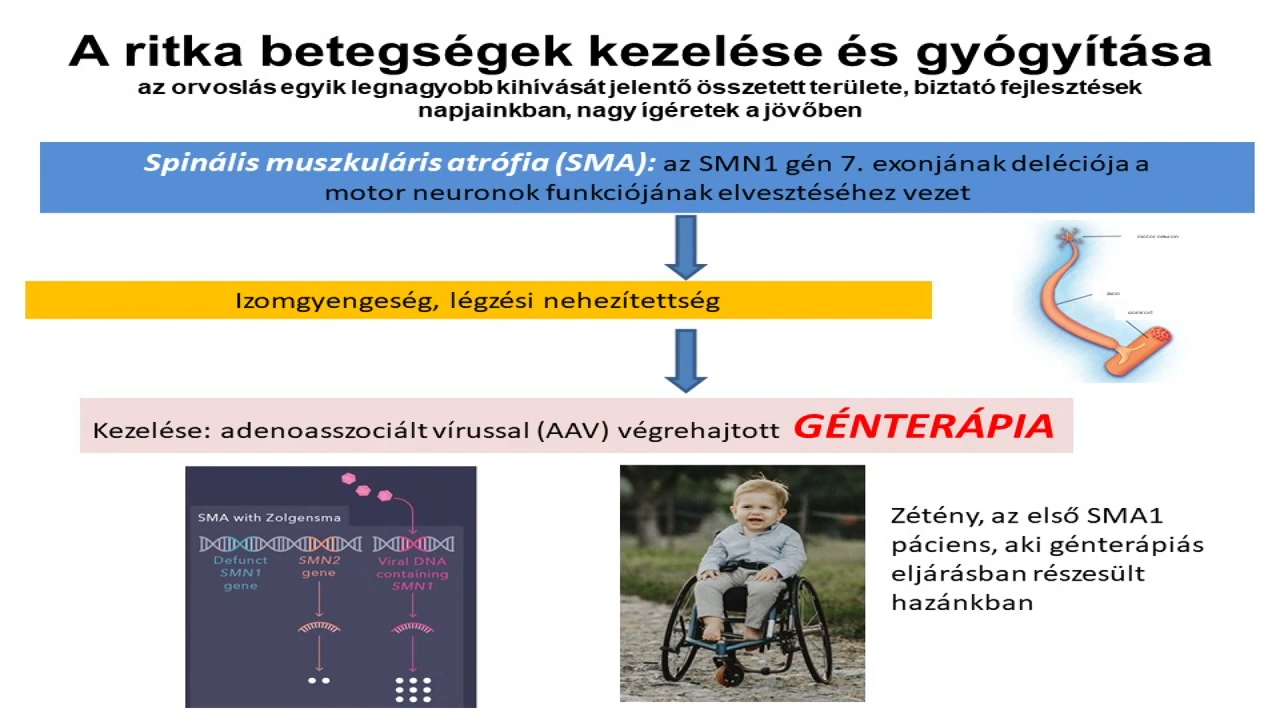 A ritka betegségek kezelése és gyógyítása
az orvoslás egyik legnagyobb kihívását jelentő összetett területe, biztató fejlesztések
napjainkban, nagy ígéretek a jövőben
Spinális muszkuláris atrófia (SMA): az SMN1 gén 7. exonjának deléciója a
motor neuronok funkciójának elvesztéséhez vezet
motor neuron
Izomgyengeség, légzési nehezítettség
Kezelése: adenoasszociált vírussal (AAV) végrehajtott GÉNTERÁPIA
SMA with Zolgensma
Defunct
SMN1
gene
SMN2
gene
Viral DNA
containing
SMN1
Zétény, az első SMA1
páciens, aki génterápiás
eljárásban részesült
hazánkban